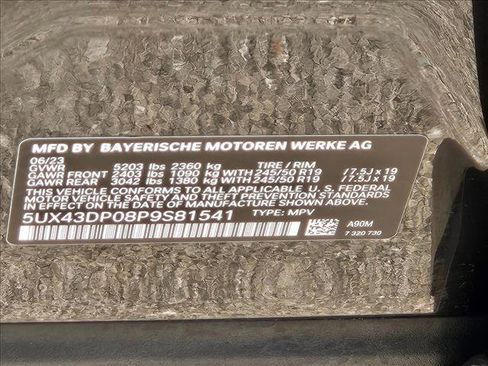 MFD BY BAYERISCHE MOTOREN WERKE AG
06/23
GVWR 5203 lbs 2360 kg TIRE / RIM
GAWR FRONT 2403 lbs 1090 kg 245/50 R19 /7.5J x 19
GAWR REAR 3042 lbs 1380 kg 245/50 R19 /7.5J x 19
THIS VEHICLE CONFORMS TO ALL APPLICABLE U.S. FEDERAL
MOTOR VEHICLE SAFETY AND THEFT PREVENTION STANDARDS
IN EFFECT ON THE DATE OF MANUFACTURE SHOWN ABOVE.
5UX43DP08P9S81541 TYPE: MPV
A90M
7 320 730